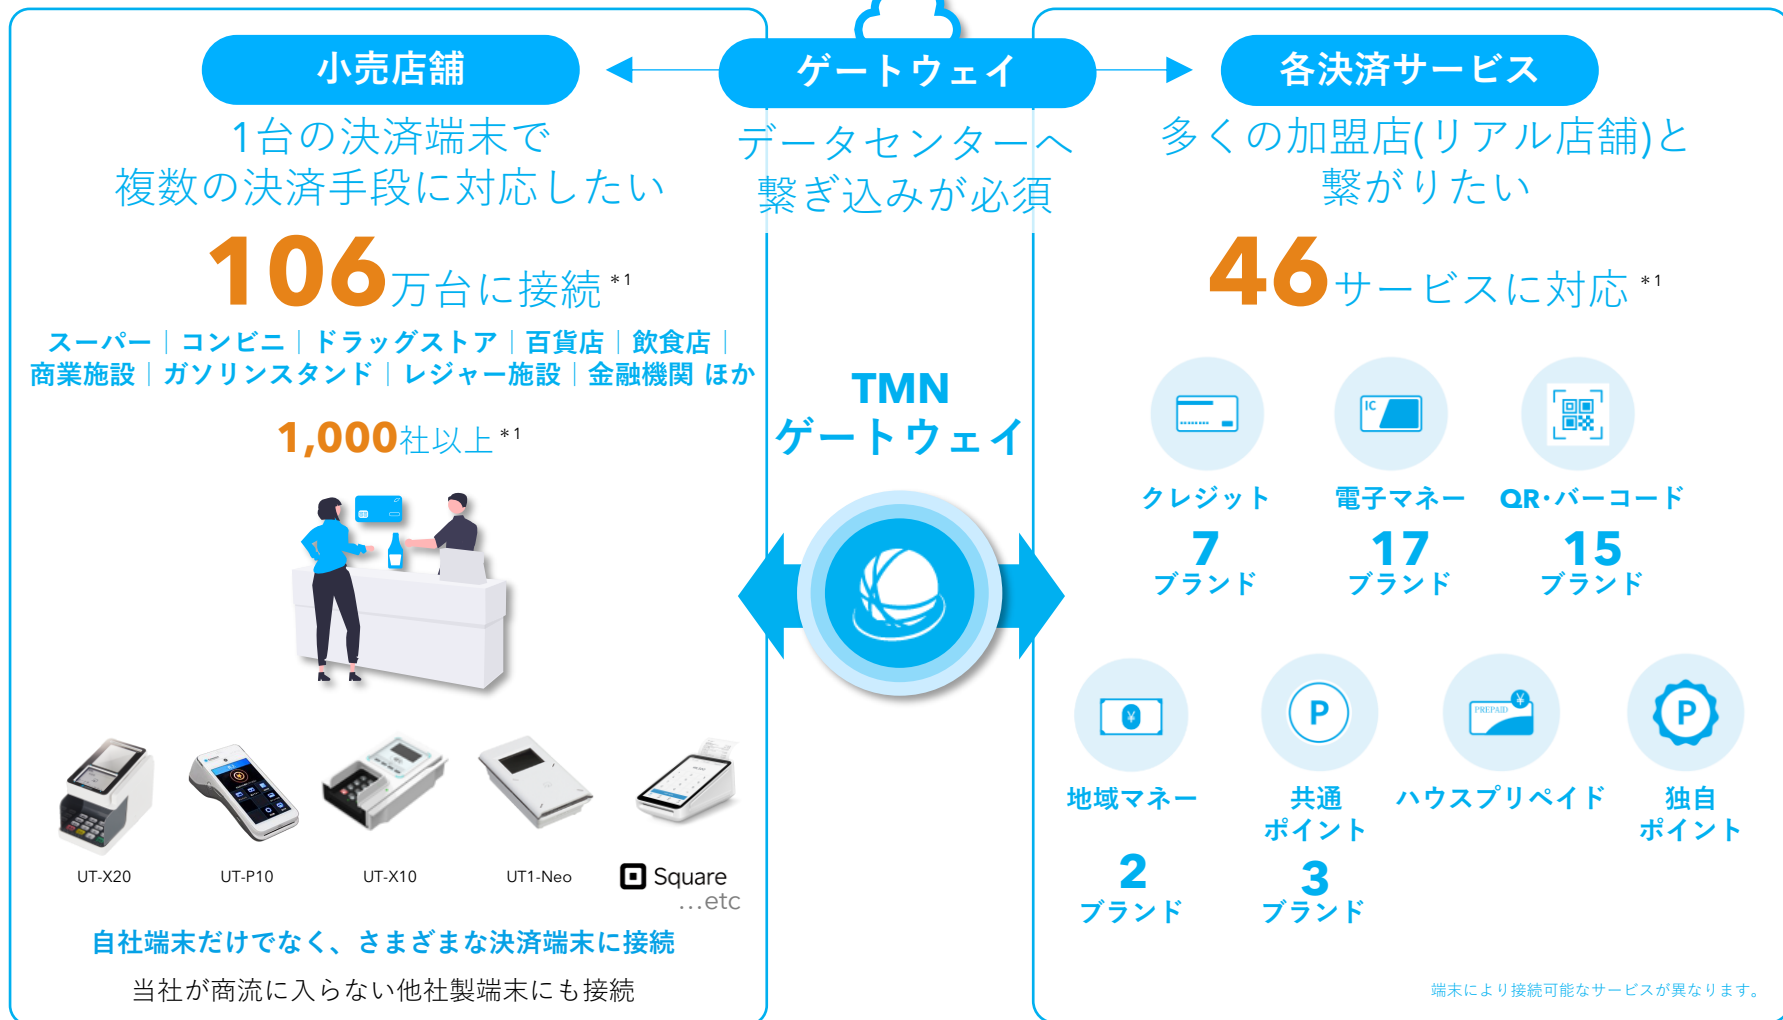 小売店舗
ゲートウェイ
各決済サービス
1台の決済端末で
複数の決済手段に対応したい
データセンターへ
繋ぎ込みが必須
多くの加盟店(リアル店舗)と
繋がりたい
106万台に接続 *1
スーパー｜コンビニ｜ドラッグストア｜百貨店｜飲食店｜
商業施設｜ガソリンスタンド｜レジャー施設｜金融機関 ほか
1,000社以上 *1
TMN
ゲートウェイ
46サービスに対応 *1
IC
クレジット
7
ブランド
電子マネー
17
ブランド
QR･バーコード
15
ブランド
¥
P
PREPAID
¥
P
地域マネー
2
ブランド
共通
ポイント
3
ブランド
ハウスプリペイド
独自
ポイント
UT-X20
UT-P10
UT-X10
UT1-Neo
Square
...etc
自社端末だけでなく、さまざまな決済端末に接続
当社が商流に入らない他社製端末にも接続
端末により接続可能なサービスが異なります。